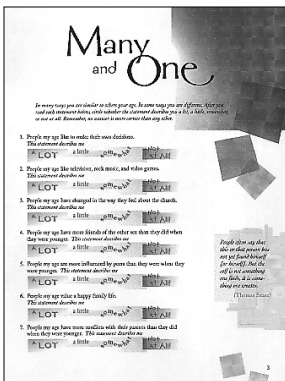 Many
and One
In many ways you are similar to others your age. In some ways you are different. After you
read each statement below, circle whether the statement describes you a lot, a little, somewhat,
or not at all. Remember, no answer is more correct than any other.
1. People my age like to make their own decisions.
This statement describes me
A LOT a little somewhat NOT AT ALL
2. People my age like television, rock music, and video games.
This statement describes me
A LOT a little somewhat NOT AT ALL
3. People my age have changed in the way they feel about the church.
This statement describes me
A LOT a little somewhat NOT AT ALL
4. People my age have more friends of the other sex than they did when
they were younger. This statement describes me
A LOT a little somewhat NOT AT ALL
5. People my age are more influenced by peers than they were when they
were younger. This statement describes me
A LOT a little somewhat NOT AT ALL
6. People my age value a happy family life.
This statement describes me
A LOT a little somewhat NOT AT ALL
7. People my age have more conflicts with their parents than they did
when they were younger. This statement describes me
A LOT a little somewhat NOT AT ALL
People often say that
this or that person has
not yet found himself
[or herself]. But the
self is not something
one finds, it is some-
thing one creates.
(Thomas Szasz)
3